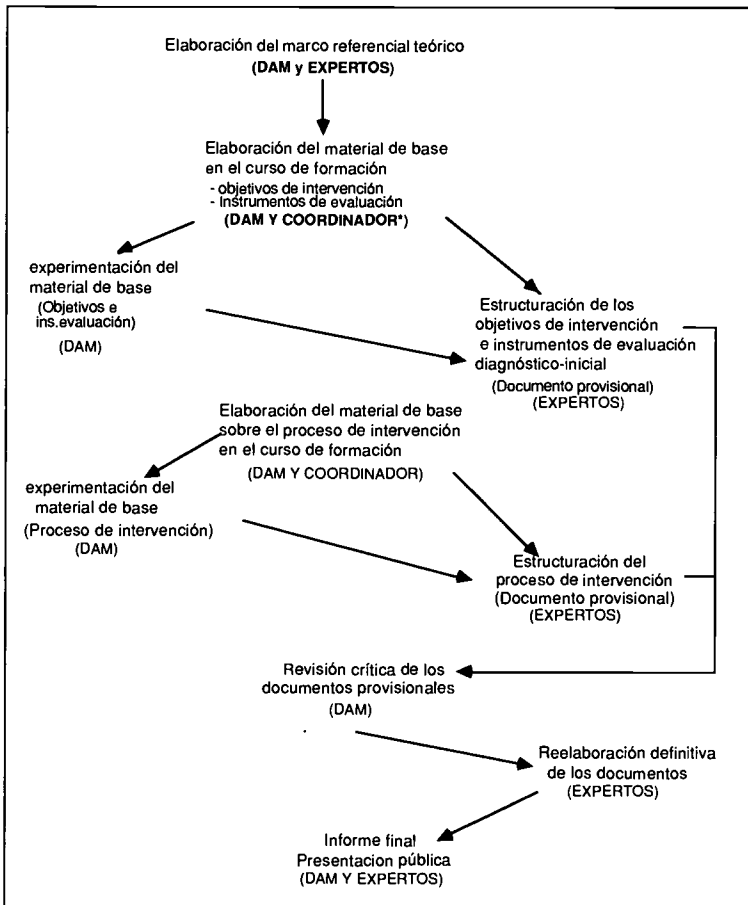 Elaboración del marco referencial teórico
(DAM y EXPERTOS)
Elaboración del material de base
en el curso de formación
- objetivos de intervención
- Instrumentos de evaluación
(DAM Y COORDINADOR*)
experimentación del
material de base
(Objetivos e
ins.evaluación)
(DAM)
Estructuración de los
objetivos de intervención
e instrumentos de evaluación
diagnóstico-inicial
(Documento provisional)
(EXPERTOS)
Elaboración del material de base
sobre el proceso de intervención
en el curso de formación
(DAM Y COORDINADOR)
experimentación del
material de base
(Proceso de intervención)
(DAM)
Estructuración del
proceso de intervención
(Documento provisional)
(EXPERTOS)
Revisión crítica de los
documentos provisionales
(DAM)
Reelaboración definitiva
de los documentos
(EXPERTOS)
Informe final
Presentacion pública
(DAM Y EXPERTOS)